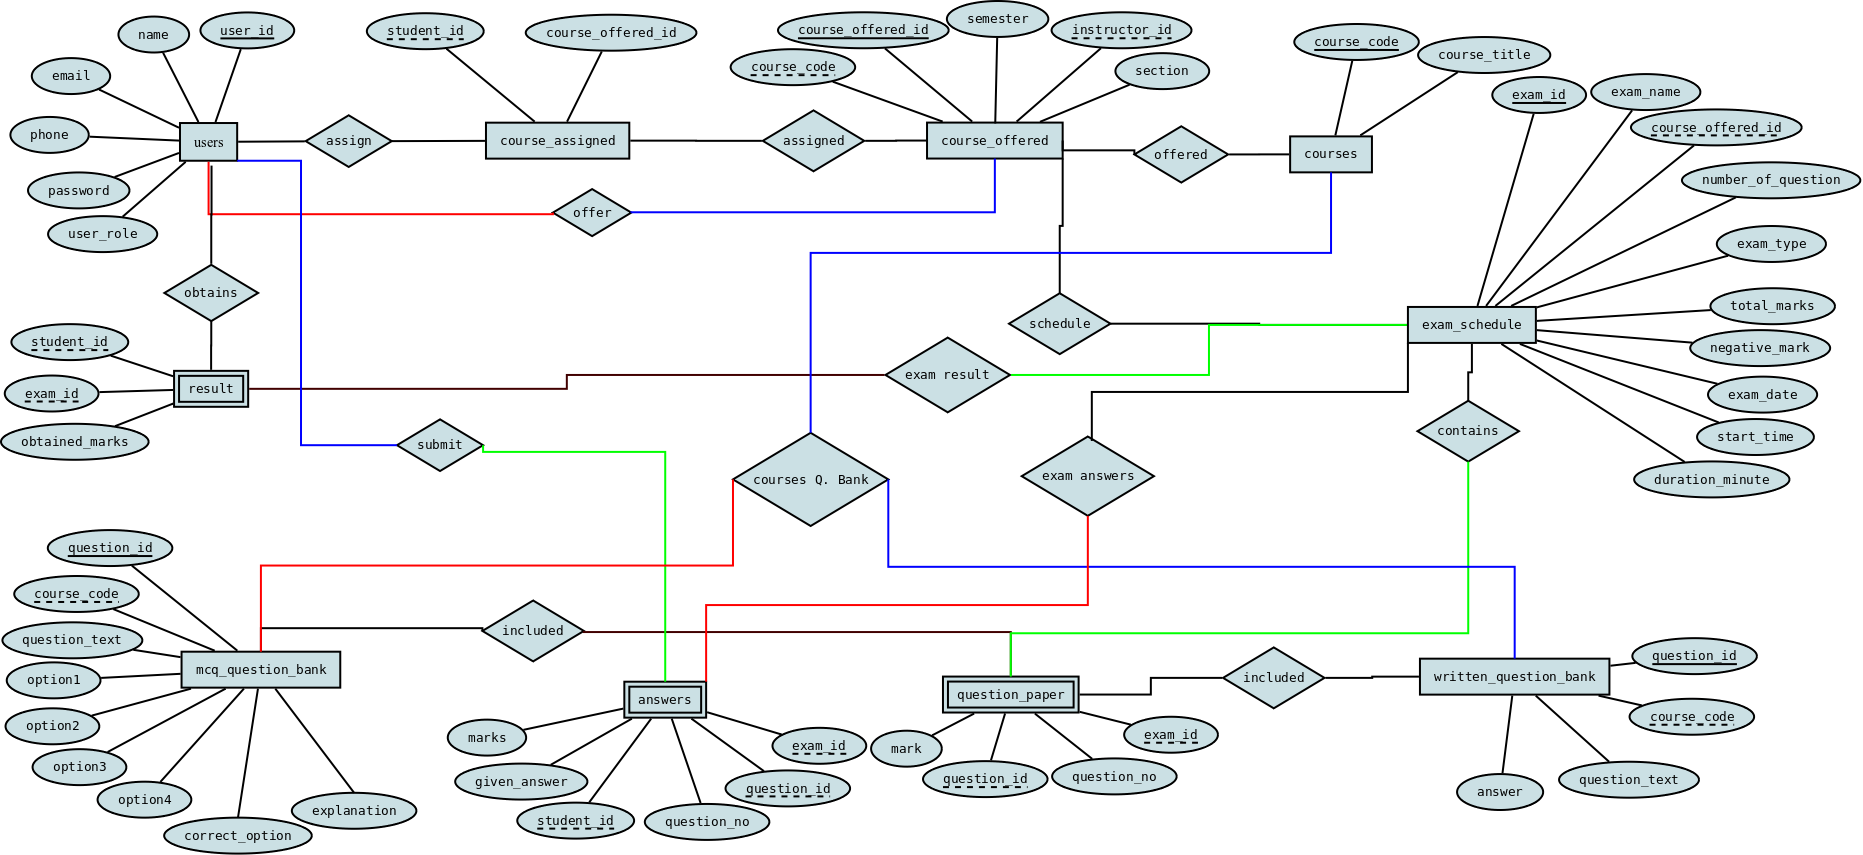 name
user_id
student_id
course_offered_id
course_offered_id
semester
instructor_id
course_code
section
course_code
course_title
exam_id
exam_name
course_offered_id
number_of_question
email
phone
password
user_role
users
assign
course_assigned
assigned
course_offered
offered
courses
offer
exam_type
obtains
schedule
exam_schedule
total_marks
negative_mark
exam_date
start_time
duration_minute
student_id
exam_id
obtained_marks
result
exam result
submit
courses Q. Bank
exam answers
contains
question_id
course_code
question_text
option1
option2
option3
option4
correct_option
explanation
mcq_question_bank
included
answers
marks
given_answer
student_id
question_no
question_id
exam_id
question_paper
mark
question_id
question_no
exam_id
included
written_question_bank
question_id
course_code
answer
question_text